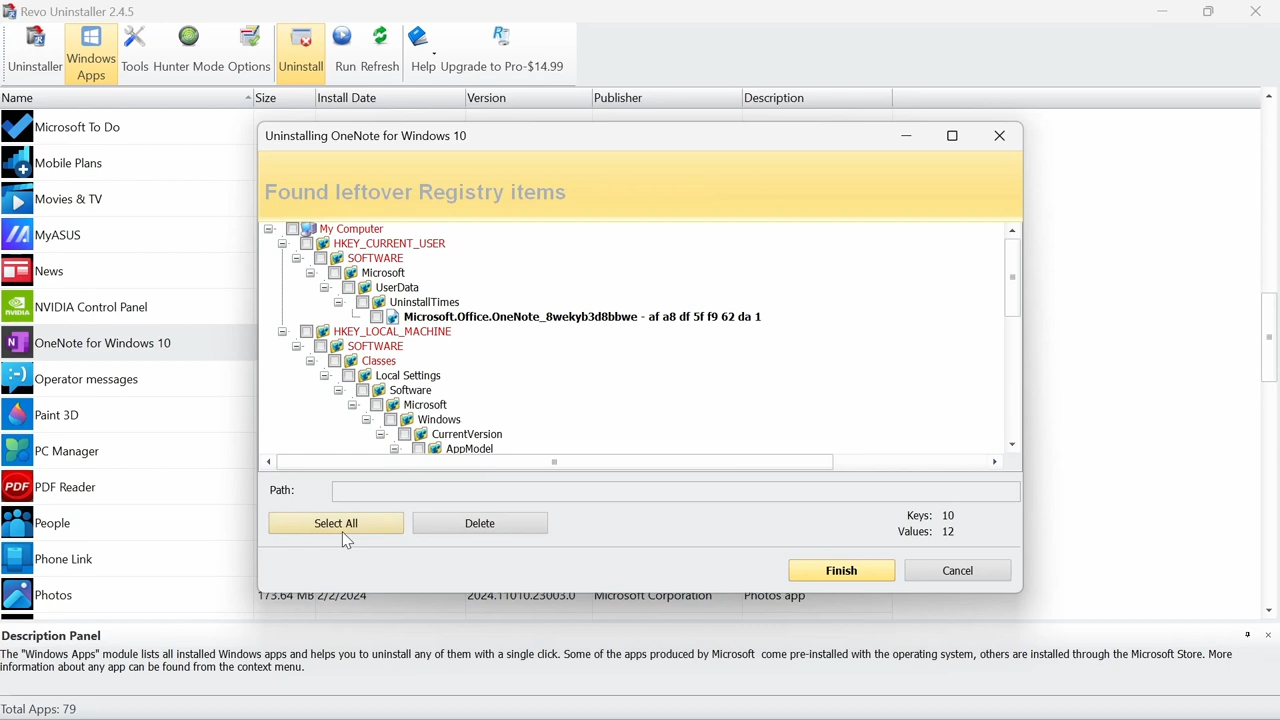 Revo Uninstaller 2.4.5
Uninstaller
Windows Apps
Tools
Hunter Mode
Options
Uninstall
Run
Refresh
Help
Upgrade to Pro-$14.99
Name
Size
Install Date
Version
Publisher
Description
Microsoft To Do
Mobile Plans
Movies & TV
MyASUS
News
NVIDIA Control Panel
OneNote for Windows 10
Operator messages
Paint 3D
PC Manager
PDF Reader
PDF
People
Phone Link
Photos
173.64 MB
2/2/2024
2024.11010.23003.0
Microsoft Corporation
Photos app
Uninstalling OneNote for Windows 10
Found leftover Registry items
My Computer
HKEY_CURRENT_USER
SOFTWARE
Microsoft
UserData
UninstallTimes
Microsoft.Office.OneNote_8wekyb3d8bbwe - af a8 df 5f f9 62 da 1
HKEY_LOCAL_MACHINE
SOFTWARE
Classes
Local Settings
Software
Microsoft
Windows
CurrentVersion
AppModel
Path:
Select All
Delete
Keys: 10
Values: 12
Finish
Cancel
Description Panel
The "Windows Apps" module lists all installed Windows apps and helps you to uninstall any of them with a single click. Some of the apps produced by Microsoft come pre-installed with the operating system, others are installed through the Microsoft Store. More
information about any app can be found from the context menu.
Total Apps: 79